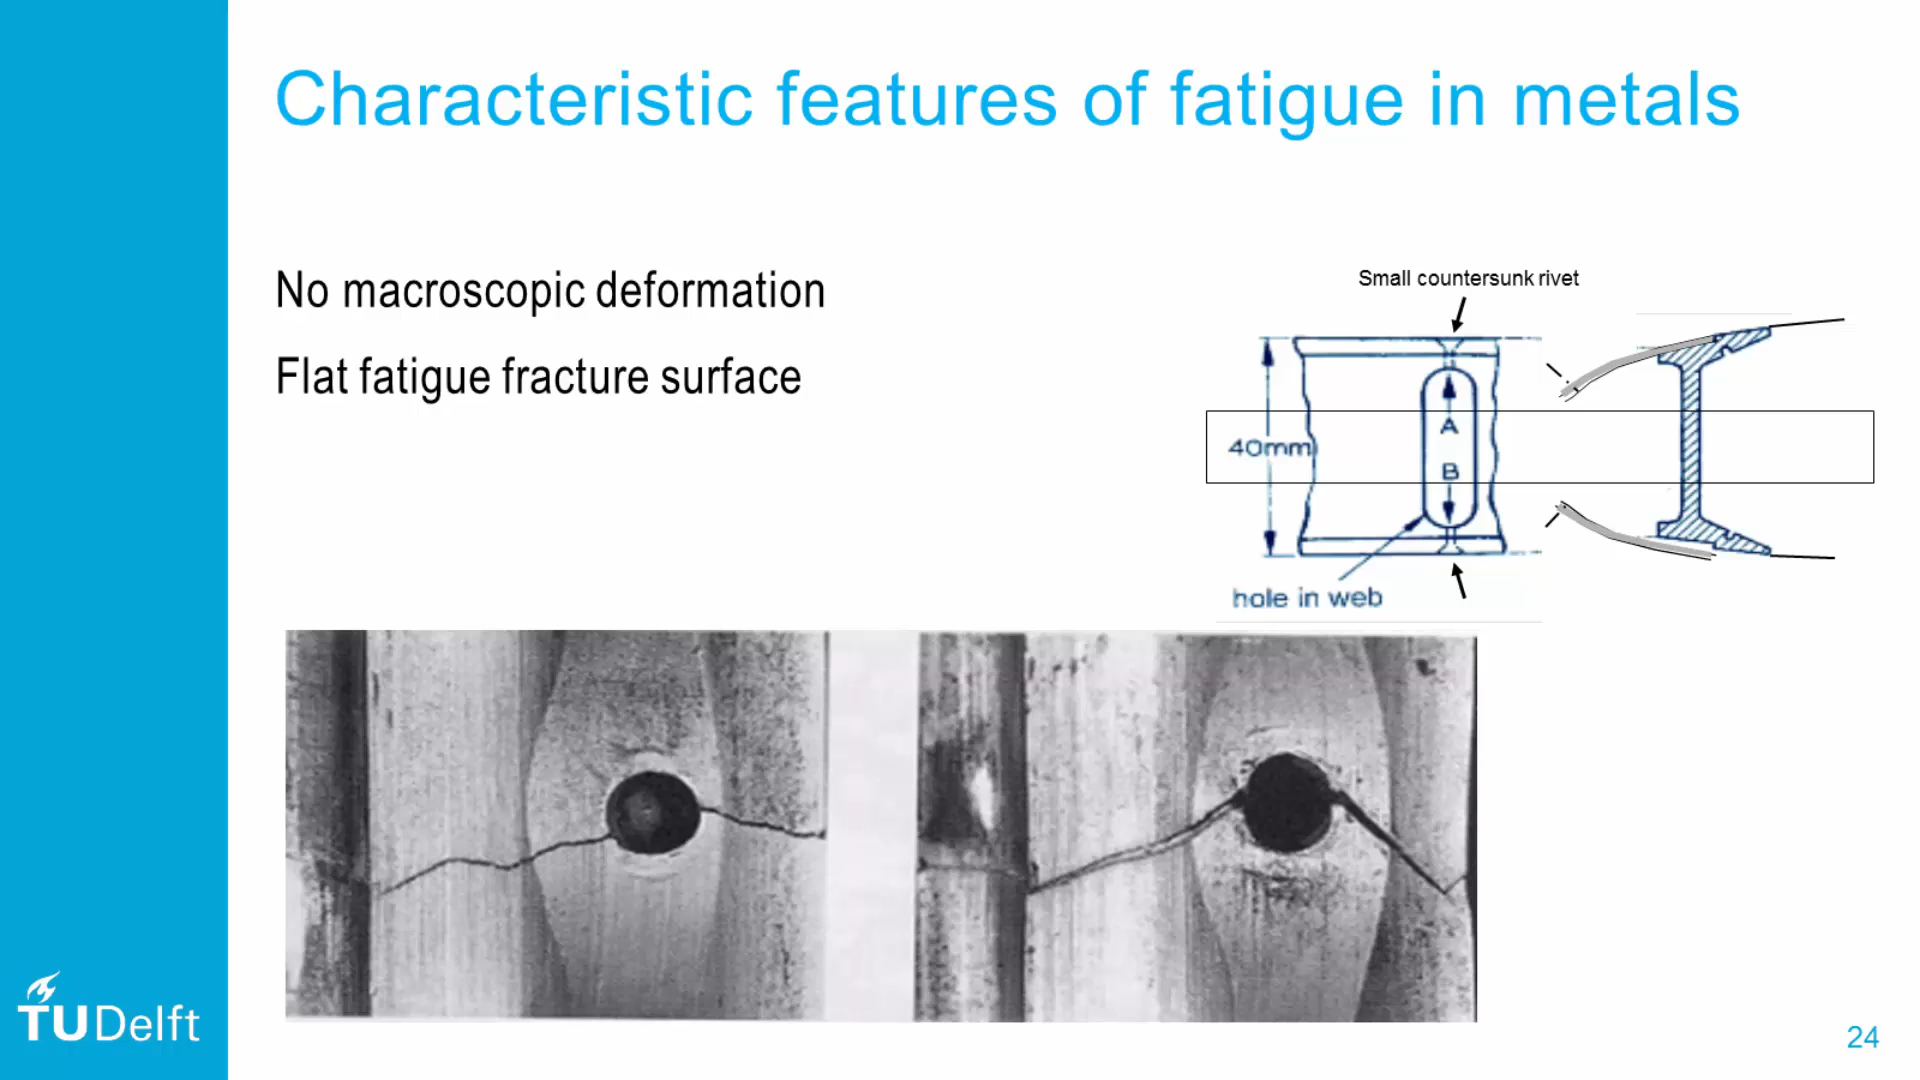 Characteristic features of fatigue in metals
No macroscopic deformation
Flat fatigue fracture surface
Small countersunk rivet
A
40mm
B
hole in web
TUDelft
24